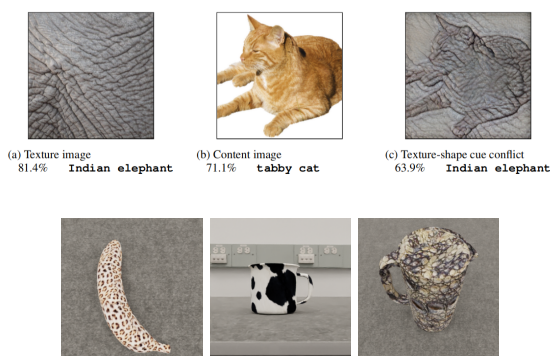 (a) Texture image
81.4% Indian elephant
(b) Content image
71.1% tabby cat
(c) Texture-shape cue conflict
63.9% Indian elephant